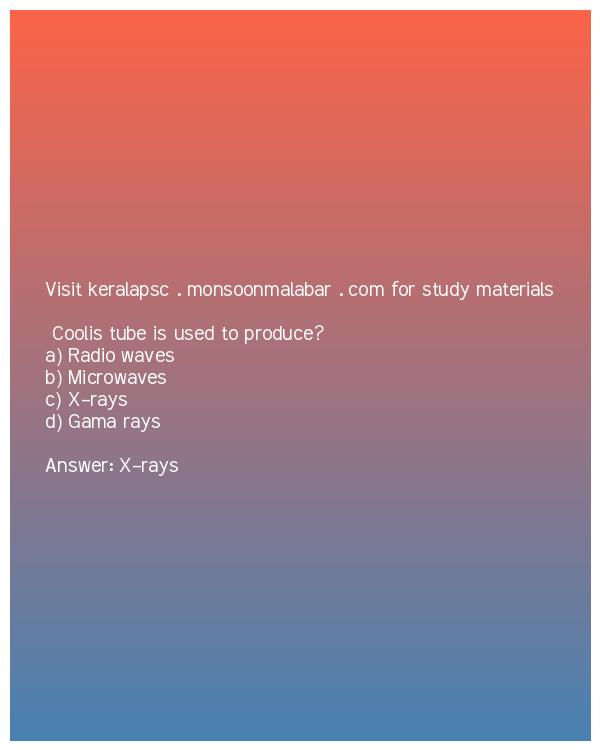 Visit keralapsc . monsoonmalabar . com for study materials
Coolis tube is used to produce?
a) Radio waves
b) Microwaves
c) X-rays
d) Gama rays
Answer: X-rays